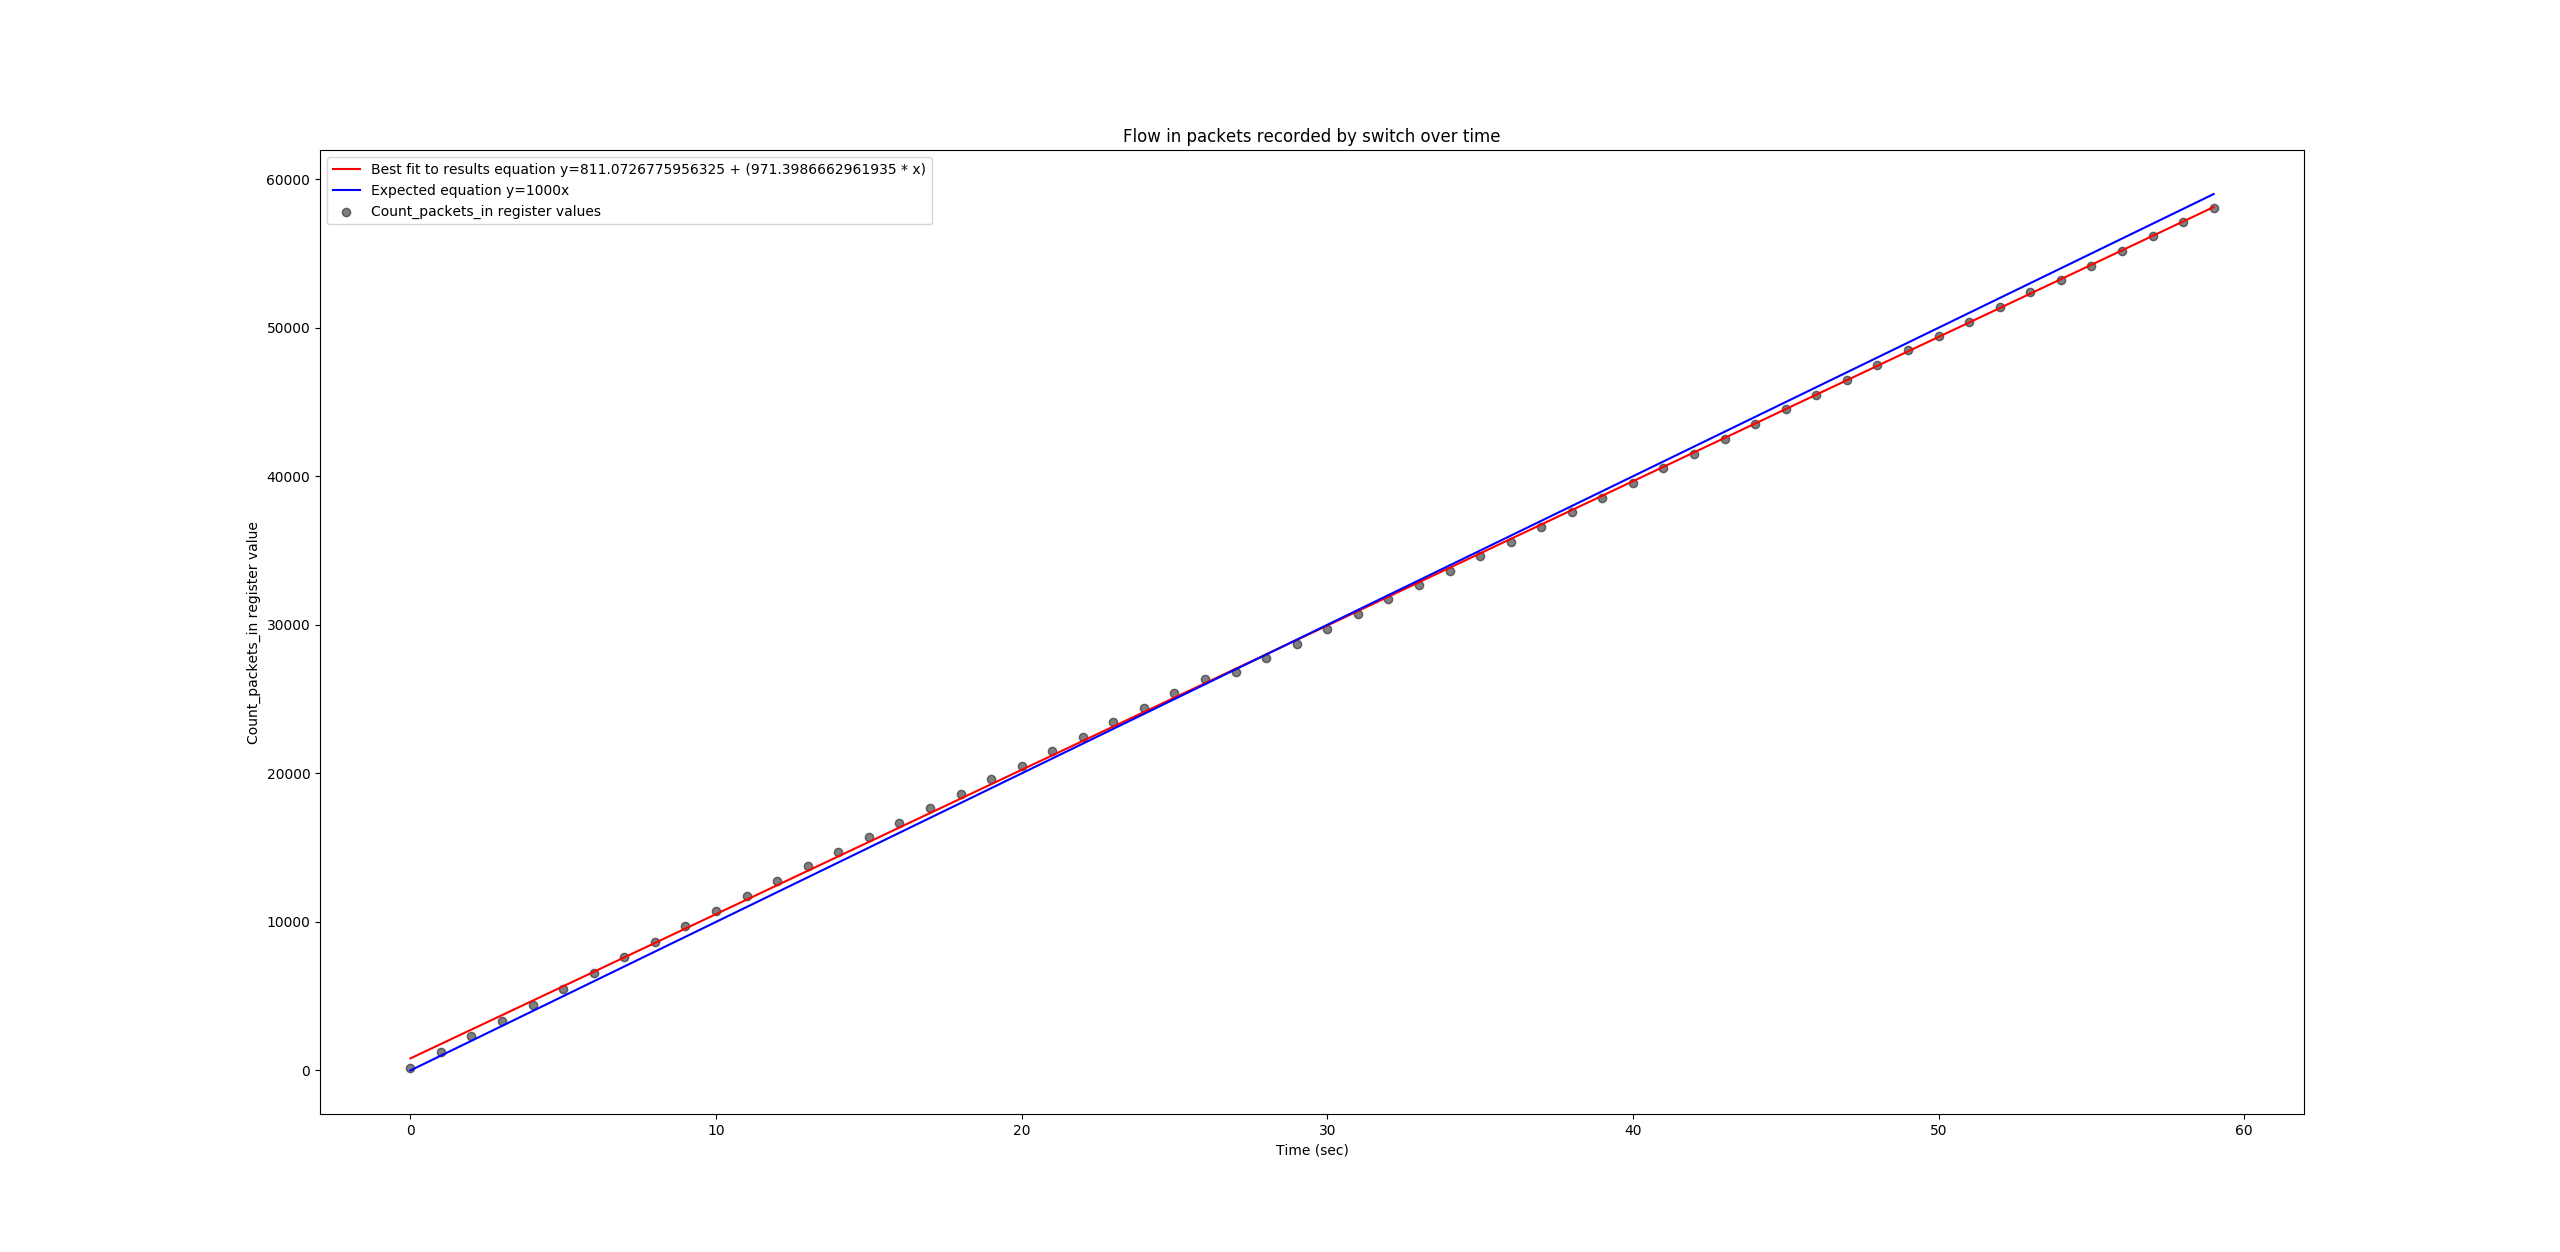 Flow in packets recorded by switch over time
Best fit to results equation y=811.0726775956325 + (971.3986662961935 * x)
Expected equation y=1000x
Count_packets_in register values
60000
50000
40000
30000
20000
10000
0
Count_packets_in register value
0 10 20 30 40 50 60
Time (sec)